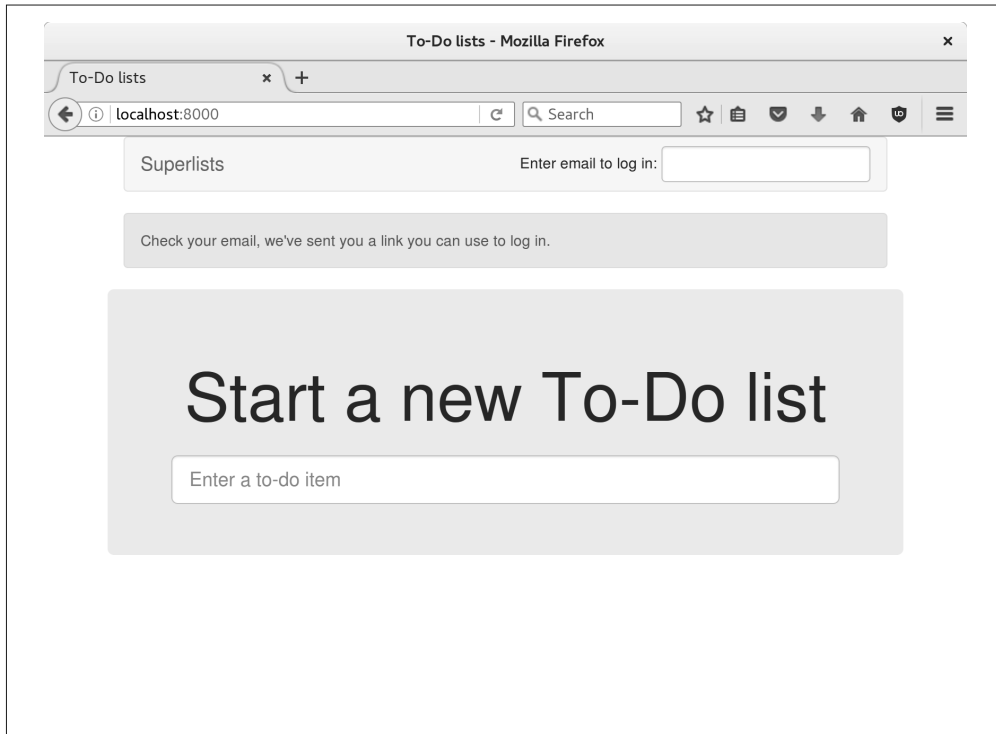 To-Do lists - Mozilla Firefox
To-Do lists
localhost:8000
Search
Superlists
Enter email to log in:
Check your email, we've sent you a link you can use to log in.
Start a new To-Do list
Enter a to-do item